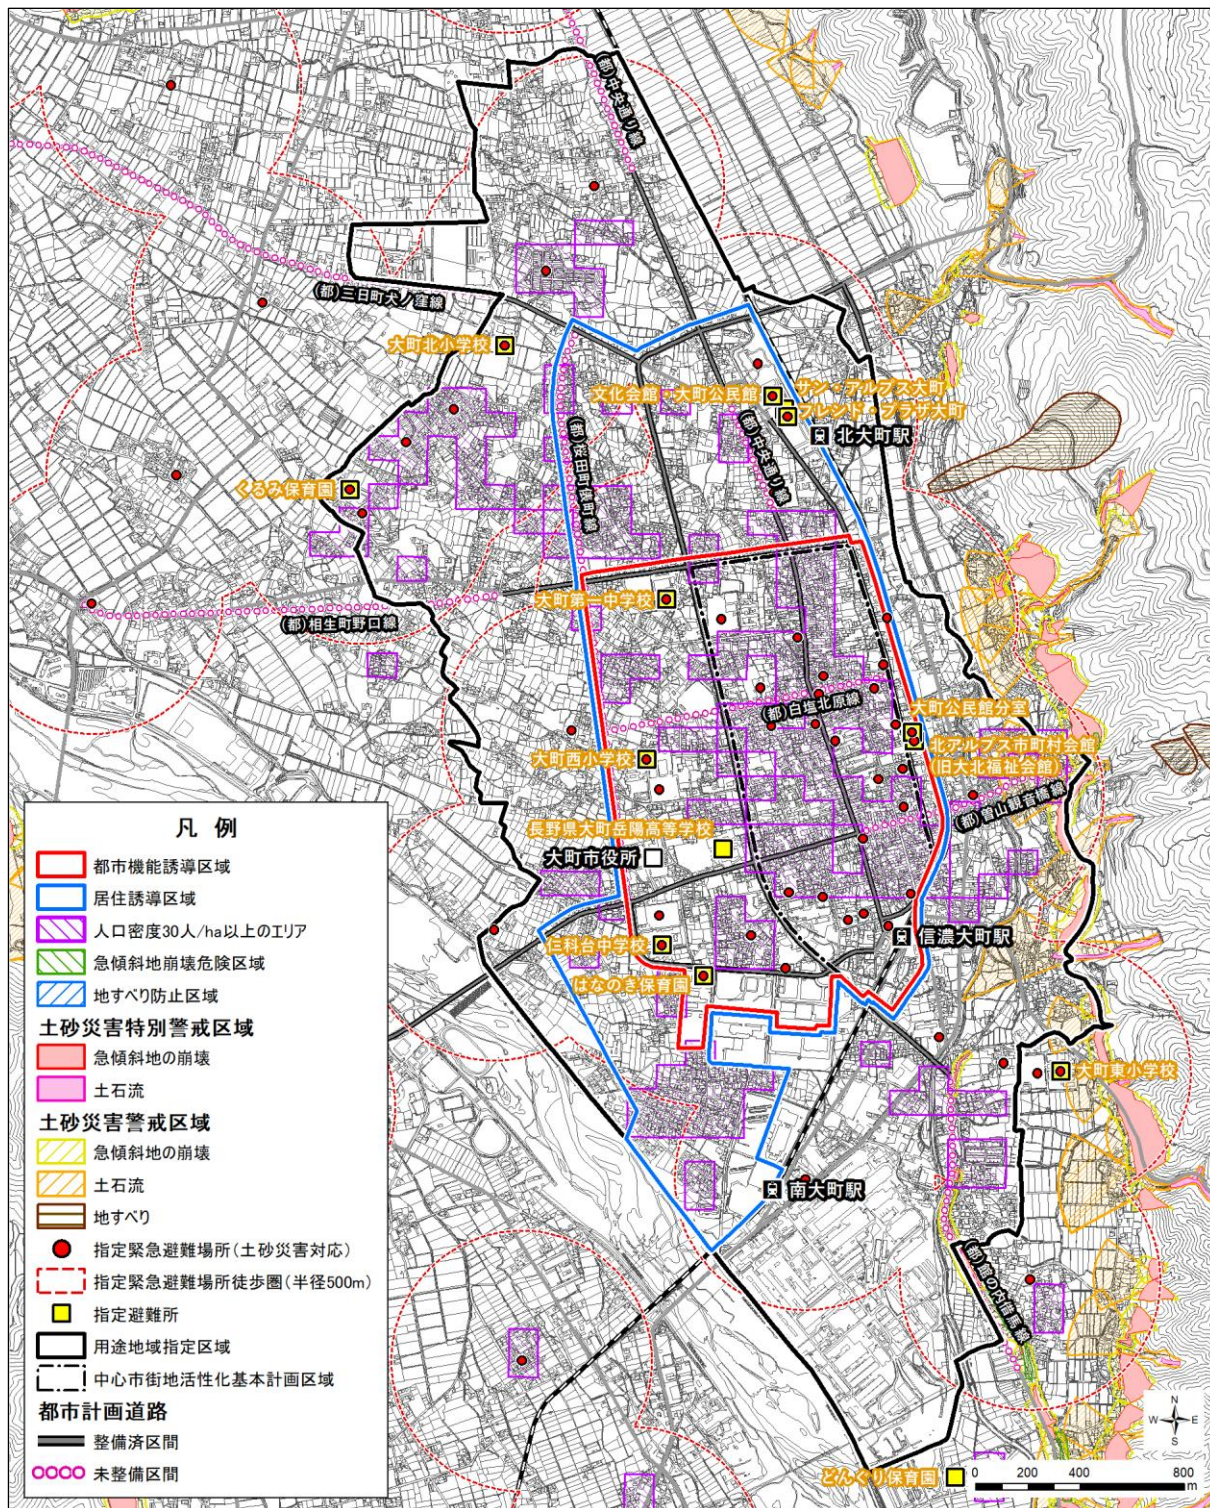 (都)中央通り線
(都)三日町大ノ窪線
大町北小学校
文化会館・大町公民館
サン・アルプス大町
フレンド・プラザ大町
北大町駅
(都)中央通り線
くるみ保育園
大町第一中学校
(都)相生町野口線
(都)白塩北原線
大町公民館分室
北アルプス市町村会館
(旧大北福祉会館)
大町西小学校
長野県大町岳陽高等学校
大町市役所
信濃大町駅
仁科台中学校
はなのき保育園
大町東小学校
南大町駅
どんぐり保育園
凡 例
都市機能誘導区域
居住誘導区域
人口密度30人/ha以上のエリア
急傾斜地崩壊危険区域
地すべり防止区域
土砂災害特別警戒区域
急傾斜地の崩壊
土石流
土砂災害警戒区域
急傾斜地の崩壊
土石流
地すべり
指定緊急避難場所(土砂災害対応)
指定緊急避難場所徒歩圏(半径500m)
指定避難所
用途地域指定区域
中心市街地活性化基本計画区域
都市計画道路
整備済区間
未整備区間
N
W E
S
0 200 400 800
m